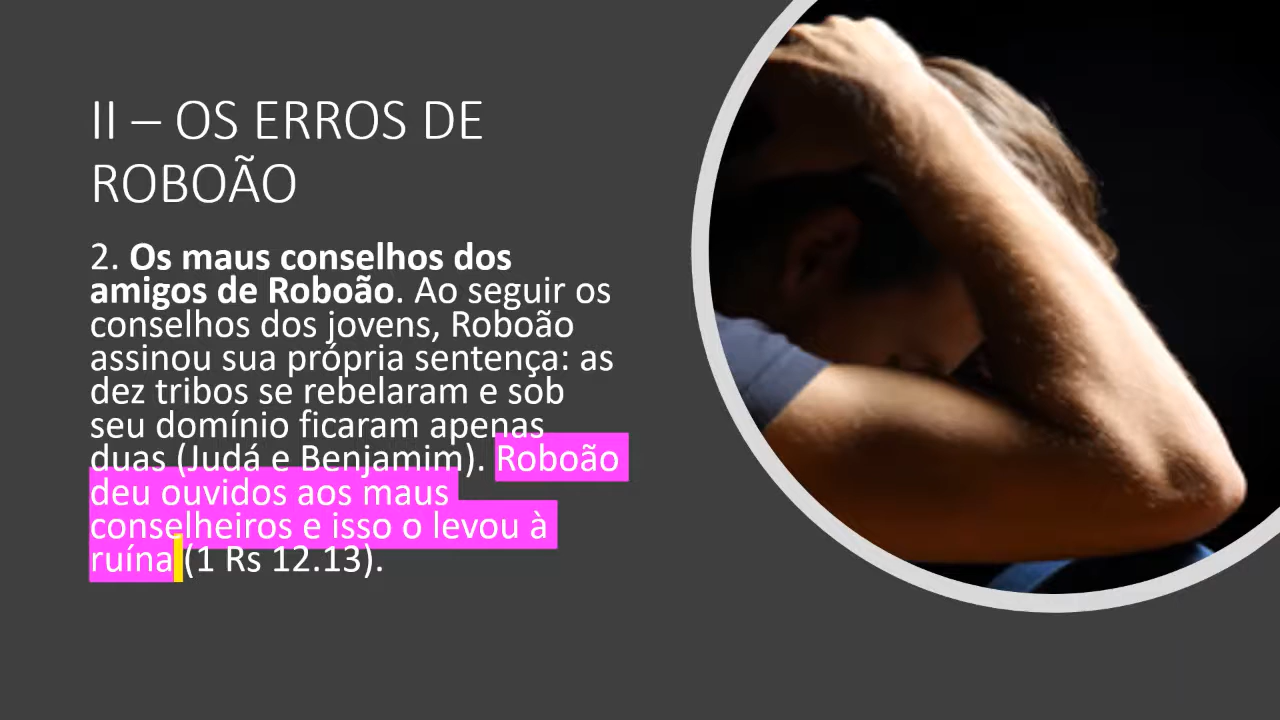 II – OS ERROS DE
ROBOÃO
2. Os maus conselhos dos
amigos de Roboão. Ao seguir os
conselhos dos jovens, Roboão
assinou sua própria sentença: as
dez tribos se rebelaram e sob
seu domínio ficaram apenas
duas (Judá e Benjamim). Roboão
deu ouvidos aos maus
conselheiros e isso o levou à
ruína (1 Rs 12.13).